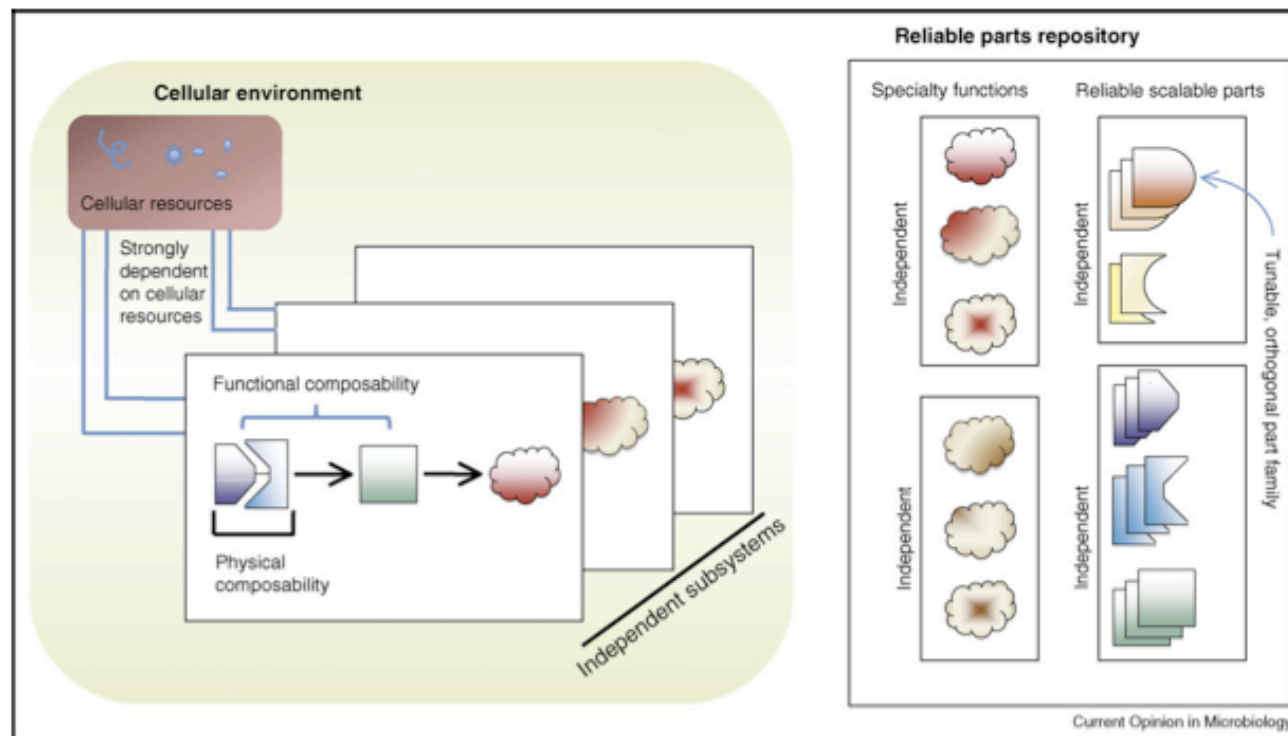 Cellular environment
Cellular resources
Strongly
dependent
on cellular
resources
Functional composability
Physical
composability
Independent subsystems
Reliable parts repository
Specialty functions
Reliable scalable parts
Independent
Independent
Independent
Independent
Tunable, orthogonal part family
Current Opinion in Microbiology